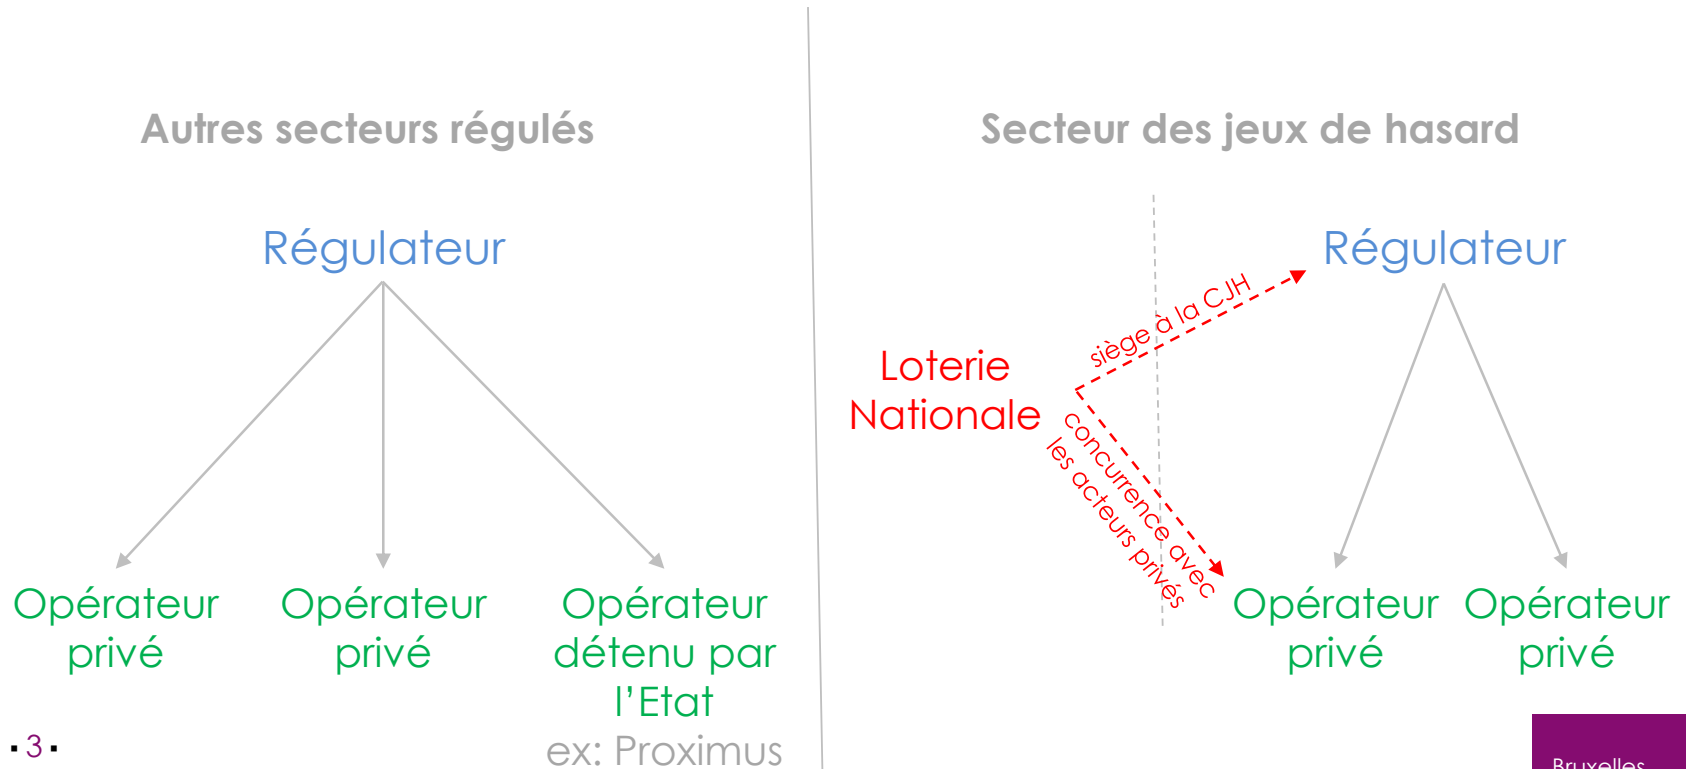 Autres secteurs régulés
Régulateur
Opérateur
privé
Opérateur
privé
Opérateur
détenu par
l’Etat
ex: Proximus
Secteur des jeux de hasard
Régulateur
siège à la CJH
Loterie
Nationale
concurrence avec
les acteurs privés
Opérateur
privé
Opérateur
privé
▪3▪
Bruxelles